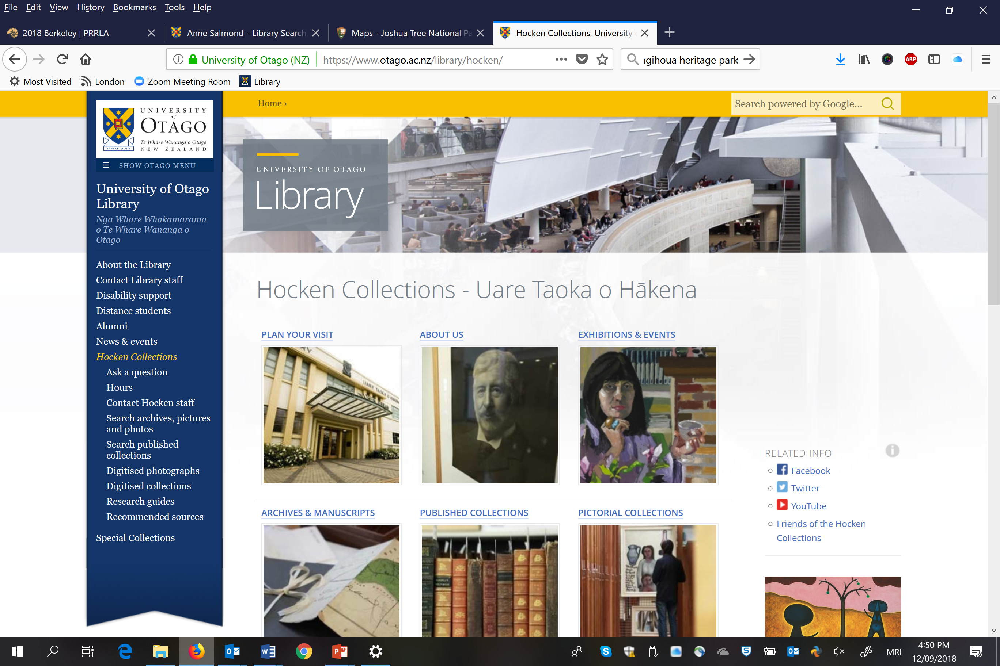 File Edit View History Bookmarks Tools Help
2018 Berkeley | PRRLA
Anne Salmond - Library Search,
Maps - Joshua Tree National Pa
Hocken Collections, University
University of Otago (NZ)
https://www.otago.ac.nz/library/hocken/
ngihoua heritage park
ABP
Most Visited
London
Zoom Meeting Room
Library
Home ›
Search powered by Google...
UNIVERSITY
of
OTAGO
Te Whare Wānanga o Otāgo
NEW ZEALAND
SAPERE AUDE
SHOW OTAGO MENU
University of Otago
Library
Nga Whare Whakamārama
o Te Whare Wānanga o
Otāgo
About the Library
Contact Library staff
Disability support
Distance students
Alumni
News & events
Hocken Collections
Ask a question
Hours
Contact Hocken staff
Search archives, pictures
and photos
Search published
collections
Digitised photographs
Digitised collections
Research guides
Recommended sources
Special Collections
UNIVERSITY OF OTAGO
Library
Hocken Collections - Uare Taoka o Hākena
PLAN YOUR VISIT
ABOUT US
EXHIBITIONS & EVENTS
UARE TAOKA O
ARCHIVES & MANUSCRIPTS
PUBLISHED COLLECTIONS
PICTORIAL COLLECTIONS
RELATED INFO
Facebook
Twitter
YouTube
Friends of the Hocken
Collections
MRI
4:50 PM
12/09/2018